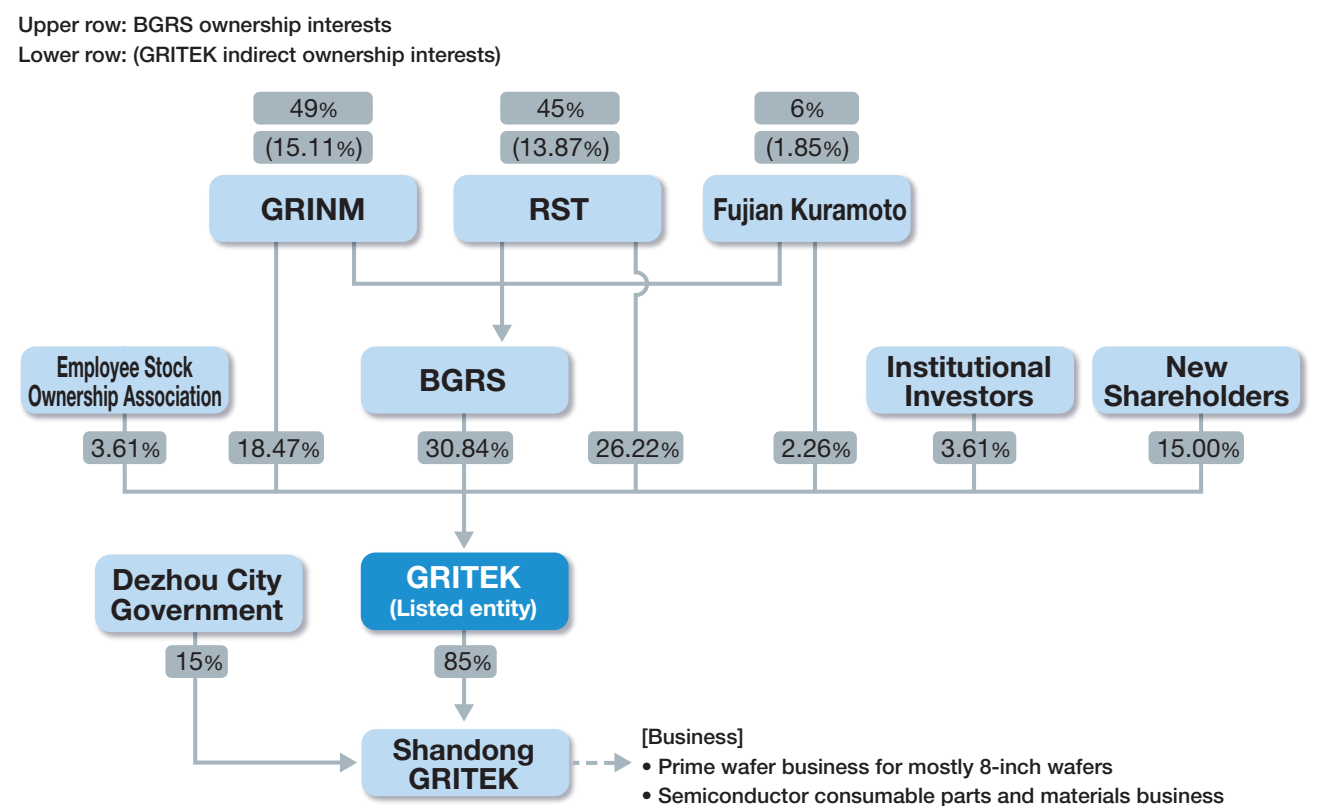 Upper row: BGRS ownership interests
Lower row: (GRITEK indirect ownership interests)
49%
45%
6%
(15.11%)
(13.87%)
(1.85%)
GRINM
RST
Fujian Kuramoto
Employee Stock
Ownership Association
BGRS
Institutional
Investors
New
Shareholders
3.61%
18.47%
30.84%
26.22%
2.26%
3.61%
15.00%
Dezhou City
Government
GRITEK
(Listed entity)
15%
85%
Shandong
GRITEK
[Business]
• Prime wafer business for mostly 8-inch wafers
• Semiconductor consumable parts and materials business